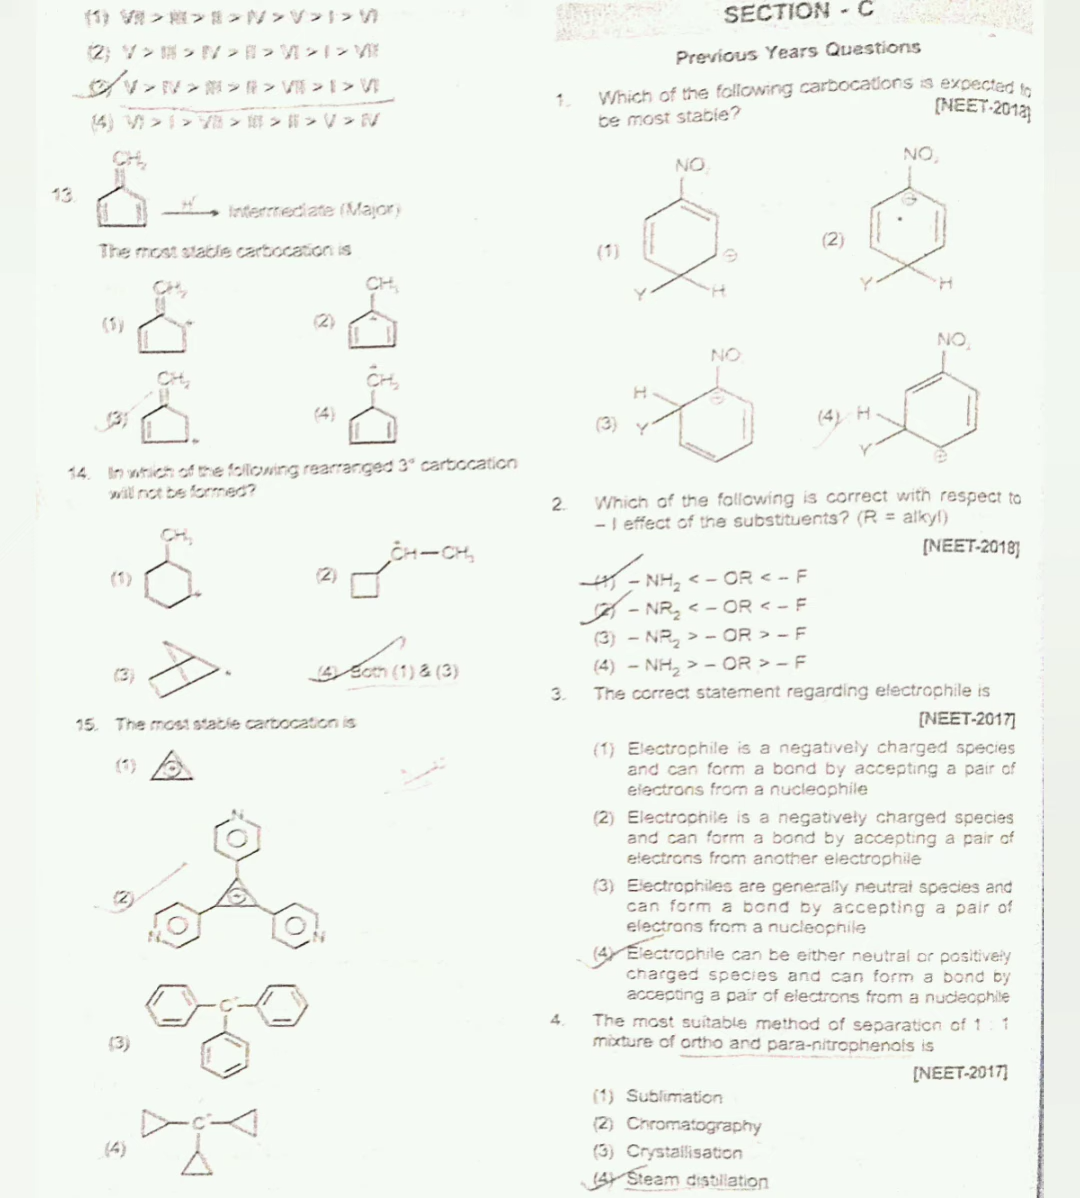 (1) VII > III > II > IV > V > I > VI
(2) V > III > IV > II > VI > I > VII
(3) V > IV > III > II > VII > I > VI
(4) VI > I > VII > III > II > V > IV
13.
CH₂
H⁺
Intermediate (Major)
The most stable carbocation is
(1)
CH₂
+
(2)
CH₃
(3)
CH₂
+
(4)
CH₂
14. In which of the following rearranged 3° carbocation
will not be formed?
(1)
CH₃
+
(2)
CH—CH₃
(3)
(4) Both (1) & (3)
15. The most stable carbocation is
(1)
(2)
N
N
N
(3)
C
(4)
C
SECTION - C
Previous Years Questions
1. Which of the following carbocations is expected to
be most stable?
[NEET-2018]
(1)
NO₂
Y
H
(2)
NO₂
Y
H
(3)
NO₂
H
Y
(4)
NO₂
H
Y
2. Which of the following is correct with respect to
– I effect of the substituents? (R = alkyl)
[NEET-2018]
(1) – NH₂ < – OR < – F
(2) – NR₂ < – OR < – F
(3) – NR₂ > – OR > – F
(4) – NH₂ > – OR > – F
3. The correct statement regarding electrophile is
[NEET-2017]
(1) Electrophile is a negatively charged species
and can form a bond by accepting a pair of
electrons from a nucleophile
(2) Electrophile is a negatively charged species
and can form a bond by accepting a pair of
electrons from another electrophile
(3) Electrophiles are generally neutral species and
can form a bond by accepting a pair of
electrons from a nucleophile
(4) Electrophile can be either neutral or positively
charged species and can form a bond by
accepting a pair of electrons from a nucleophile
4. The most suitable method of separation of 1 : 1
mixture of ortho and para-nitrophenols is
[NEET-2017]
(1) Sublimation
(2) Chromatography
(3) Crystallisation
(4) Steam distillation